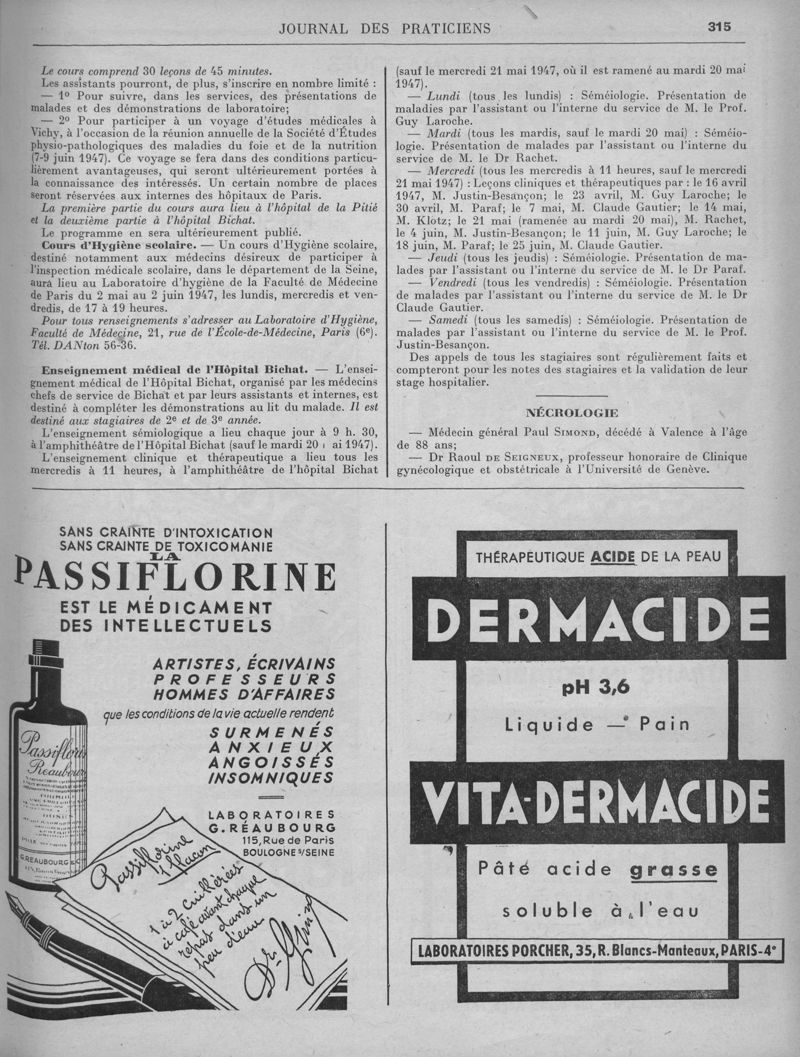 JOURNAL DES PRATICIENS
315
Le cours comprend 30 leçons de 45 minutes.
Les assistants pourront, de plus, s'inscrire en nombre limité :
— 1º Pour suivre, dans les services, des présentations de
malades et des démonstrations de laboratoire;
— 2º Pour participer à un voyage d'études médicales à
Vichy, à l'occasion de la réunion annuelle de la Société d'Études
physio-pathologiques des maladies du foie et de la nutrition
(7-9 juin 1947). Ce voyage se fera dans des conditions particu-
lièrement avantageuses, qui seront ultérieurement portées à
la connaissance des intéressés. Un certain nombre de places
seront réservées aux internes des hôpitaux de Paris.
La première partie du cours aura lieu à l'hôpital de la Pitié
et la deuxième partie à l'hôpital Bichat.
Le programme en sera ultérieurement publié.
Cours d'Hygiène scolaire. — Un cours d'Hygiène scolaire,
destiné notamment aux médecins désireux de participer à
l'inspection médicale scolaire, dans le département de la Seine,
aura lieu au Laboratoire d'hygiène de la Faculté de Médecine
de Paris du 2 mai au 2 juin 1947, les lundis, mercredis et ven-
dredis, de 17 à 19 heures.
Pour tous renseignements s'adresser au Laboratoire d'Hygiène,
Faculté de Médecine, 21, rue de l'École-de-Médecine, Paris (6e).
Tél. DANton 56-36.
Enseignement médical de l'Hôpital Bichat. — L'ensei-
gnement médical de l'Hôpital Bichat, organisé par les médecins
chefs de service de Bichat et par leurs assistants et internes, est
destiné à compléter les démonstrations au lit du malade. Il est
destiné aux stagiaires de 2e et de 3e année.
L'enseignement sémiologique a lieu chaque jour à 9 h. 30,
à l'amphithéâtre de l'Hôpital Bichat (sauf le mardi 20 ai 1947).
L'enseignement clinique et thérapeutique a lieu tous les
mercredis à 11 heures, à l'amphithéâtre de l'hôpital Bichat
(sauf le mercredi 21 mai 1947, où il est ramené au mardi 20 mai
1947).
— Lundi (tous les lundis) : Séméiologie. Présentation de
maladies par l'assistant ou l'interne du service de M. le Prof.
Guy Laroche.
— Mardi (tous les mardis, sauf le mardi 20 mai) : Séméio-
logie. Présentation de malades par l'assistant ou l'interne du
service de M. le Dr Rachet.
— Mercredi (tous les mercredis à 11 heures, sauf le mercredi
21 mai 1947) : Leçons cliniques et thérapeutiques par : le 16 avril
1947, M. Justin-Besançon; le 23 avril, M. Guy Laroche; le
30 avril, M. Paraf; le 7 mai, M. Claude Gautier; le 14 mai,
M. Klotz; le 21 mai (ramenée au mardi 20 mai), M. Rachet,
le 4 juin, M. Justin-Besançon; le 11 juin, M. Guy Laroche; le
18 juin, M. Paraf; le 25 juin, M. Claude Gautier.
— Jeudi (tous les jeudis) : Séméiologie. Présentation de ma-
lades par l'assistant ou l'interne du service de M. le Dr Paraf.
— Vendredi (tous les vendredis) : Séméiologie. Présentation
de malades par l'assistant ou l'interne du service de M. le Dr
Claude Gautier.
— Samedi (tous les samedis) : Séméiologie. Présentation de
malades par l'assistant ou l'interne du service de M. le Prof.
Justin-Besançon.
Des appels de tous les stagiaires sont régulièrement faits et
compteront pour les notes des stagiaires et la validation de leur
stage hospitalier.
NÉCROLOGIE
— Médecin général Paul SIMOND, décédé à Valence à l'âge
de 88 ans;
— Dr Raoul DE SEIGNEUX, professeur honoraire de Clinique
gynécologique et obstétricale à l'Université de Genève.
SANS CRAINTE D'INTOXICATION
SANS CRAINTE DE TOXICOMANIE
LA
PASSIFLORINE
EST LE MÉDICAMENT
DES INTELLECTUELS
ARTISTES, ÉCRIVAINS
PROFESSEURS
HOMMES D'AFFAIRES
que les conditions de la vie actuelle rendent
SURMENÉS
ANXIEUX
ANGOISSÉS
INSOMNIQUES
LABORATOIRES
G. RÉAUBOURG
115, Rue de Paris
BOULOGNE s/SEINE
Passiflori
Reaubour
G. REAUBOURG
Passiflorine
1 flacon
1 à 2 cuillérées
à café avant chaque
repas dans un
peu d'eau
Dr
THÉRAPEUTIQUE ACIDE DE LA PEAU
DERMACIDE
pH 3,6
Liquide — Pain
VITA-DERMACIDE
Pâté acide grasse
soluble à l'eau
LABORATOIRES PORCHER, 35, R. Blancs-Manteaux, PARIS-4e